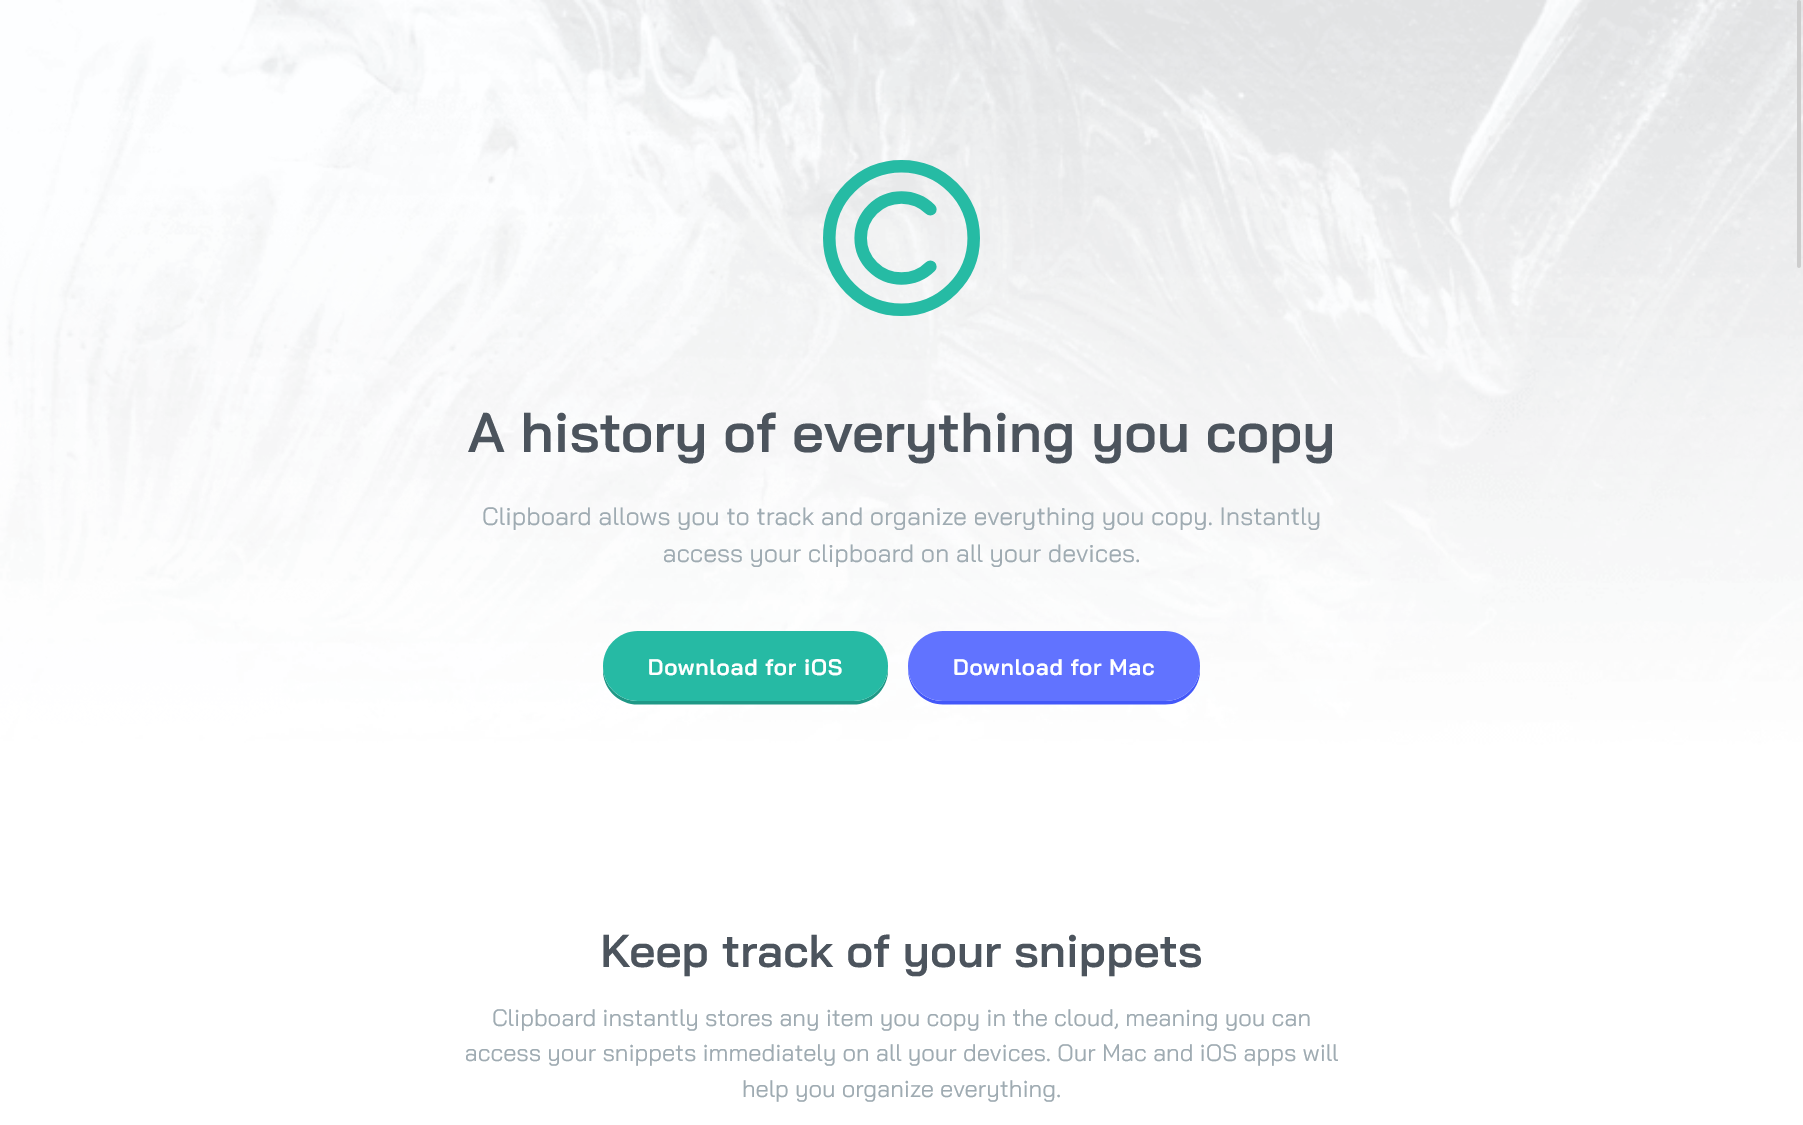 A history of everything you copy
Clipboard allows you to track and organize everything you copy. Instantly
access your clipboard on all your devices.
Download for iOS
Download for Mac
Keep track of your snippets
Clipboard instantly stores any item you copy in the cloud, meaning you can
access your snippets immediately on all your devices. Our Mac and iOS apps will
help you organize everything.